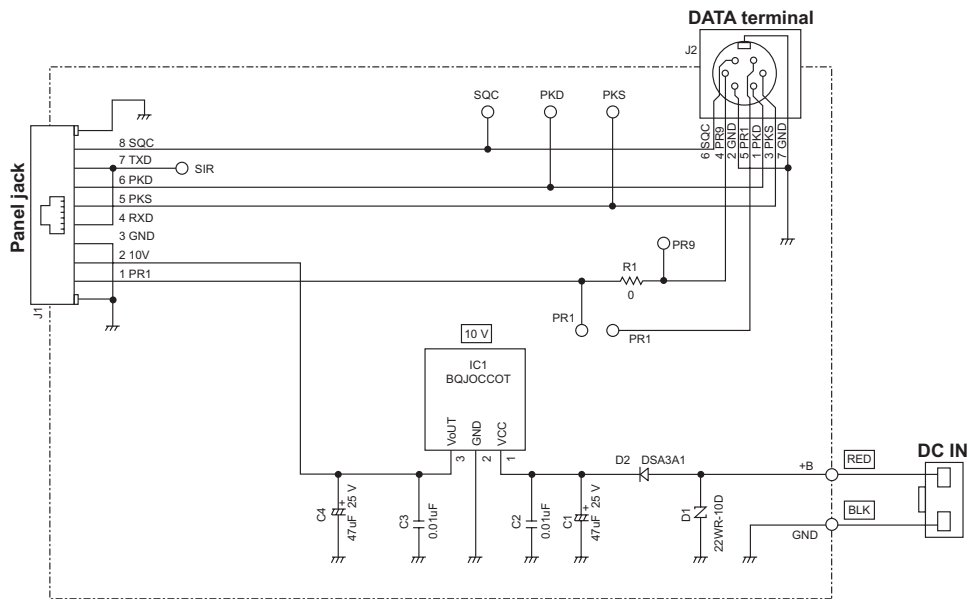 DATA terminal
J2
SQC
PKD
PKS
6 SQC
4 PR9
2 GND
5 PR1
1 PKD
3 PKS
7 GND
Panel jack
J1
8 SQC
7 TXD
SIR
6 PKD
5 PKS
4 RXD
3 GND
2 10V
1 PR1
PR9
R1
0
PR1
PR1
10 V
IC1
BQJOCCOT
VoUT
GND
VCC
3
2
1
C4
47uF 25 V
+
C3
0.01uF
C2
0.01uF
C1
47uF 25 V
+
D2
DSA3A1
D1
22WR-10D
+B
RED
DC IN
BLK
GND